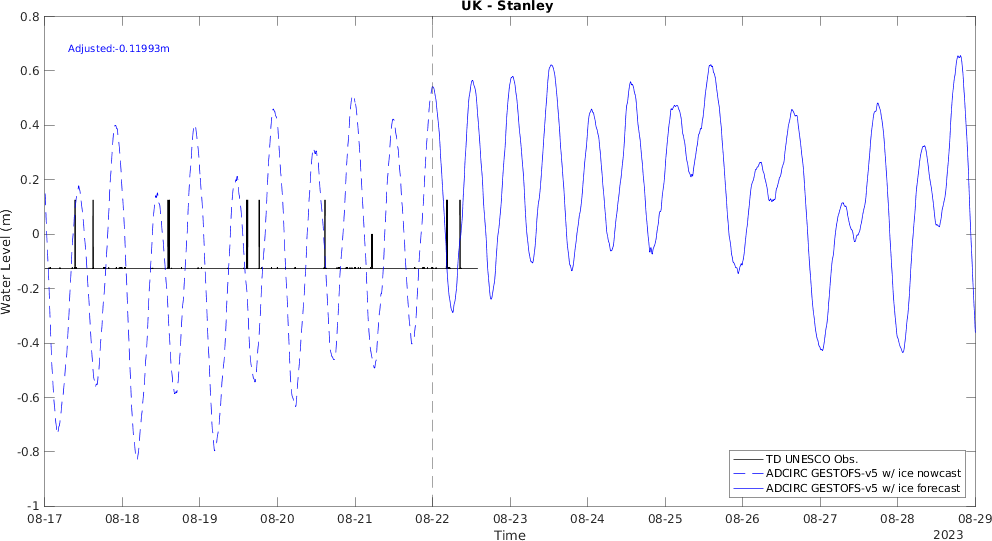 UK - Stanley
0.8
Adjusted:-0.11993m
0.6
0.4
0.2
0
-0.2
-0.4
-0.6
-0.8
-1
Water Level (m)
TD UNESCO Obs.
ADCIRC GESTOFS-v5 w/ ice nowcast
ADCIRC GESTOFS-v5 w/ ice forecast
08-17 08-18 08-19 08-20 08-21 08-22 08-23 08-24 08-25 08-26 08-27 08-28 08-29
Time
2023